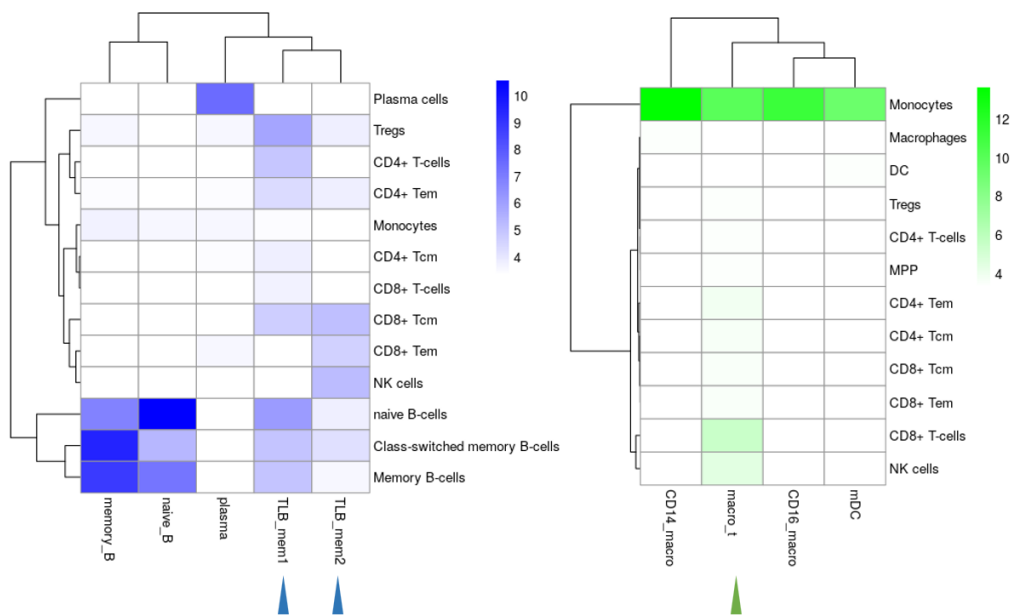 Plasma cells
Tregs
CD4+ T-cells
CD4+ Tem
Monocytes
CD4+ Tcm
CD8+ T-cells
CD8+ Tcm
CD8+ Tem
NK cells
naive B-cells
Class-switched memory B-cells
Memory B-cells
memory_B
naive_B
plasma
TLB_mem1
TLB_mem2
10
9
8
7
6
5
4
Monocytes
Macrophages
DC
Tregs
CD4+ T-cells
MPP
CD4+ Tem
CD4+ Tcm
CD8+ Tcm
CD8+ Tem
CD8+ T-cells
NK cells
CD14_macro
macro_t
CD16_macro
mDC
12
10
8
6
4